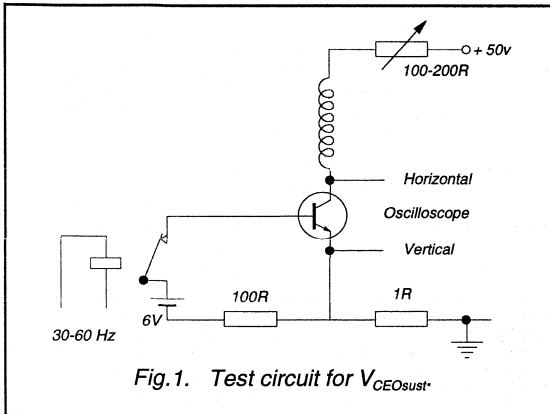 + 50v
100-200R
Horizontal
Oscilloscope
Vertical
100R
1R
6V
30-60 Hz
Fig.1. Test circuit for VCEOsust.